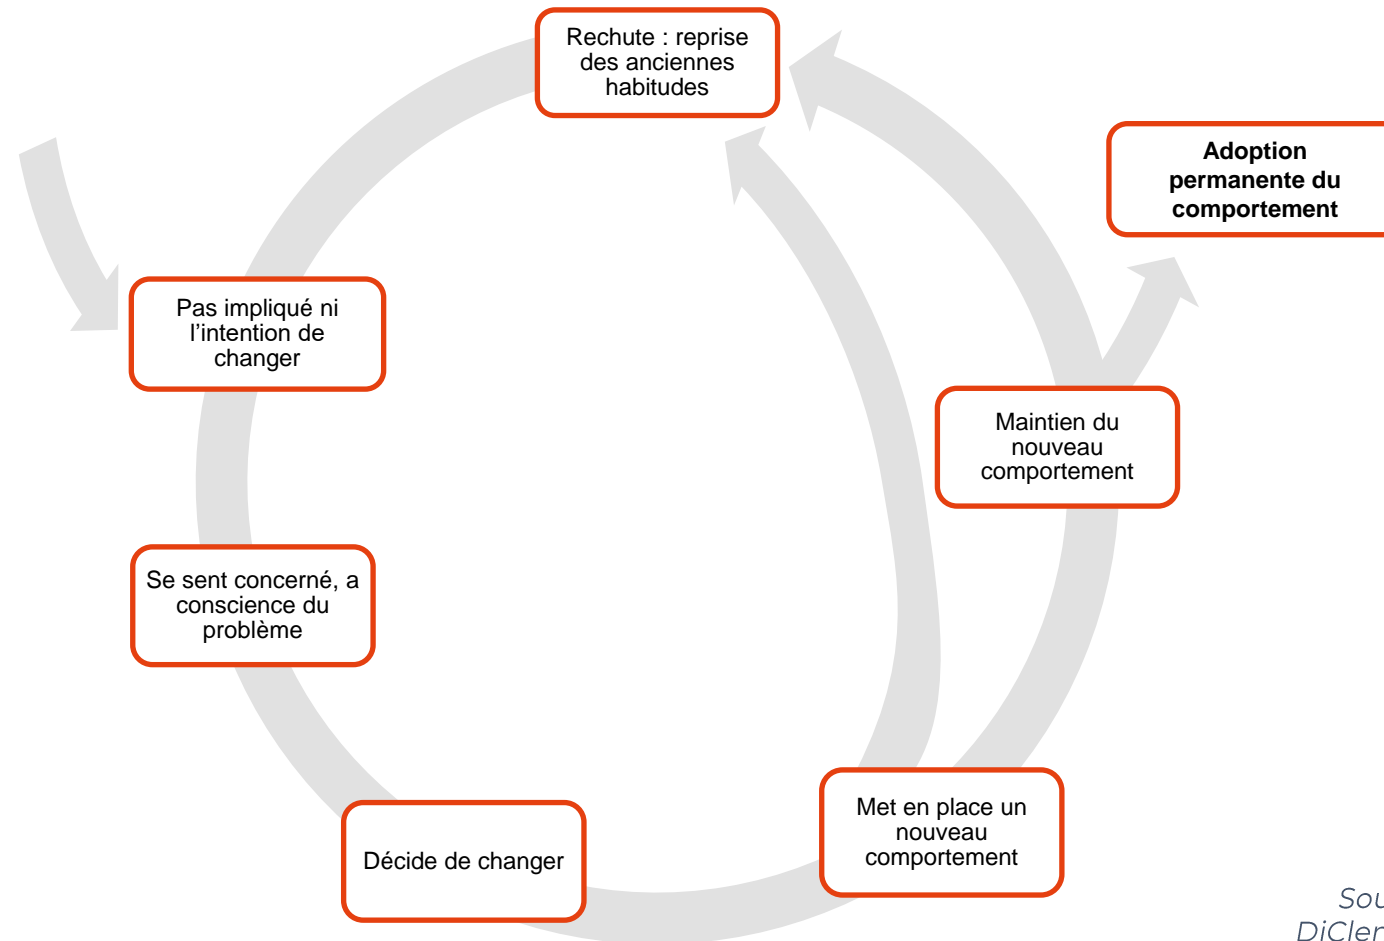 Rechute : reprise
des anciennes
habitudes
Adoption
permanente du
comportement
Pas impliqué ni
l'intention de
changer
Maintien du
nouveau
comportement
Se sent concerné, a
conscience du
problème
Met en place un
nouveau
comportement
Décide de changer